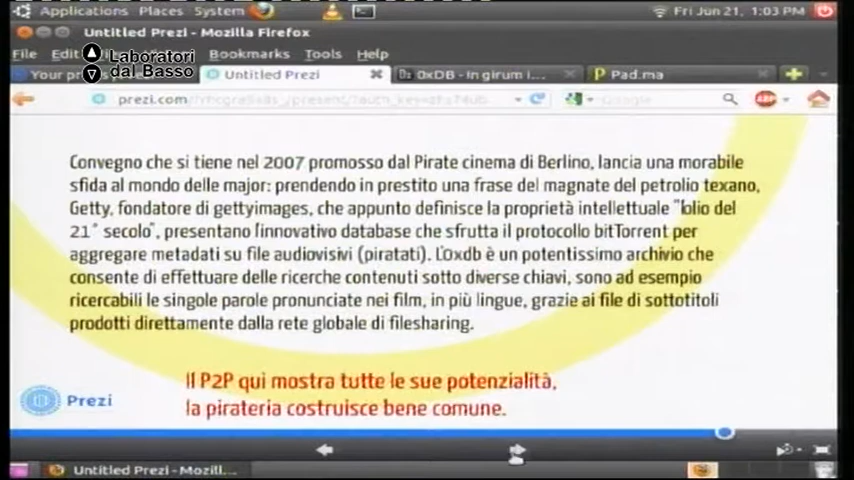 Applications Places System
Fri Jun 21, 1:03 PM
Untitled Prezi - Mozilla Firefox
File Edit Bookmarks Tools Help
Laboratori
dal Basso
Your pr
Untitled Prezi
0xDB - In girum i...
Pad.ma
prezi.com
Google
ABP
Convegno che si tiene nel 2007 promosso dal Pirate cinema di Berlino, lancia una morabile
sfida al mondo delle major: prendendo in prestito una frase del magnate del petrolio texano,
Getty, fondatore di gettyimages, che appunto definisce la proprietà intellettuale "lolio del
21° secolo", presentano l'innovativo database che sfrutta il protocollo bitTorrent per
aggregare metadati su file audiovisivi (piratati). L'Oxdb è un potentissimo archivio che
consente di effettuare delle ricerche contenuti sotto diverse chiavi, sono ad esempio
ricercabili le singole parole pronunciate nei film, in più lingue, grazie ai file di sottotitoli
prodotti direttamente dalla rete globale di filesharing.
Il P2P qui mostra tutte le sue potenzialità,
la pirateria costruisce bene comune.
Prezi
Untitled Prezi - Mozill...